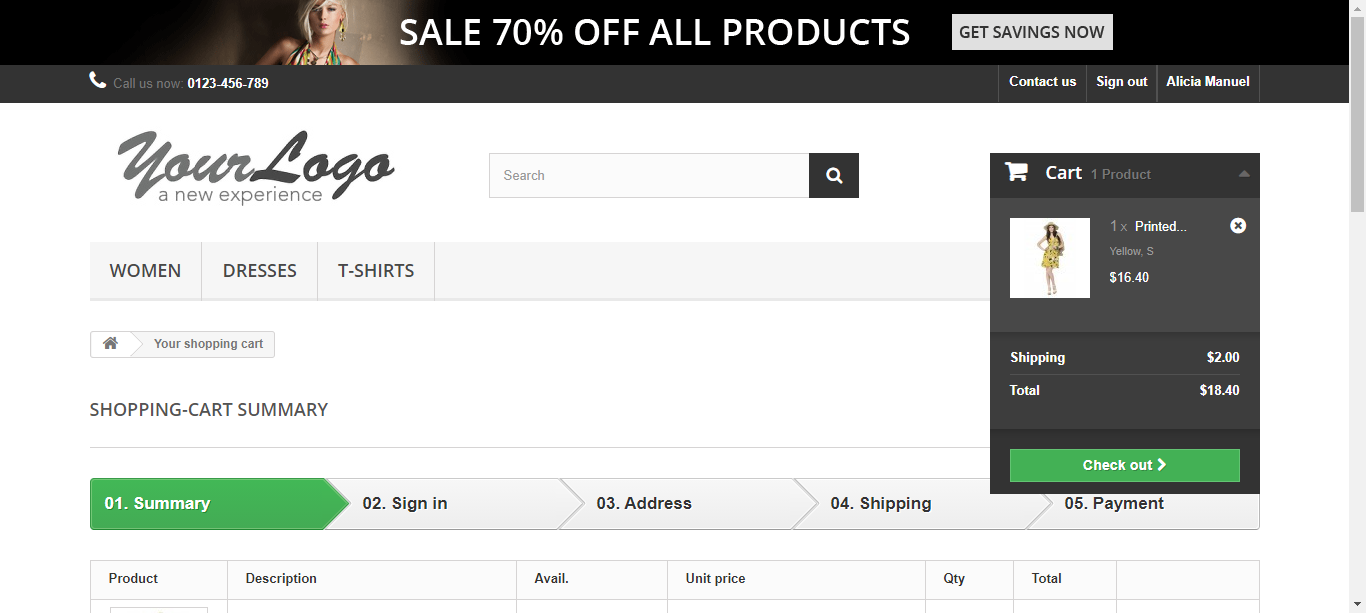 SALE 70% OFF ALL PRODUCTS GET SAVINGS NOW
Call us now: 0123-456-789 Contact us Sign out Alicia Manuel
YourLogo
a new experience
Search
Cart 1 Product
1 x Printed...
Yellow, S
$16.40
WOMEN DRESSES T-SHIRTS
Your shopping cart
Shipping $2.00
Total $18.40
SHOPPING-CART SUMMARY
Check out
01. Summary 02. Sign in 03. Address 04. Shipping 05. Payment
Product Description Avail. Unit price Qty Total